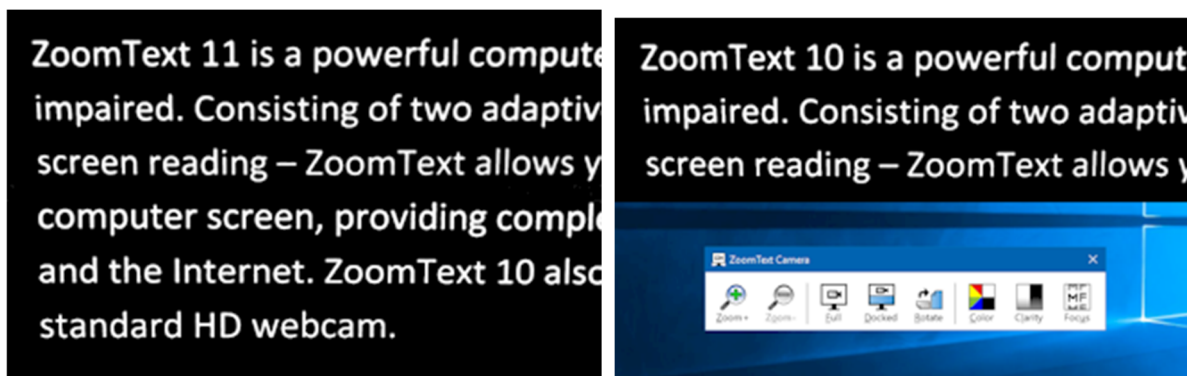 ZoomText 11 is a powerful compute
impaired. Consisting of two adaptiv
screen reading – ZoomText allows y
computer screen, providing comple
and the Internet. ZoomText 10 also
standard HD webcam.
ZoomText 10 is a powerful comput
impaired. Consisting of two adaptiv
screen reading – ZoomText allows y
ZoomText Camera
Zoom+ Zoom- Full Docked Rotate Color Clarity Focus
MF